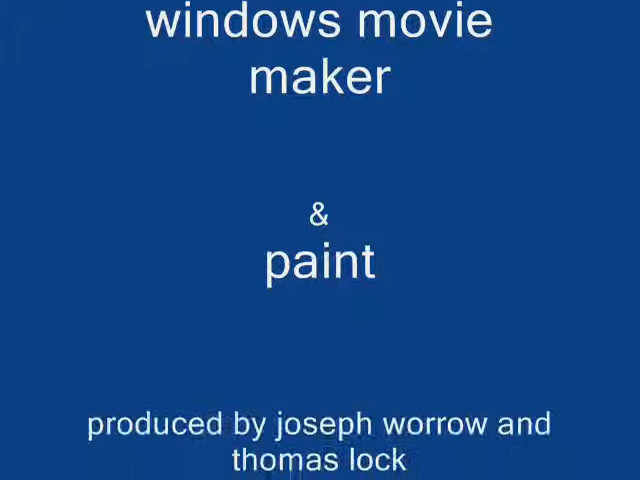 windows movie
maker
&
paint
produced by joseph worrow and
thomas lock